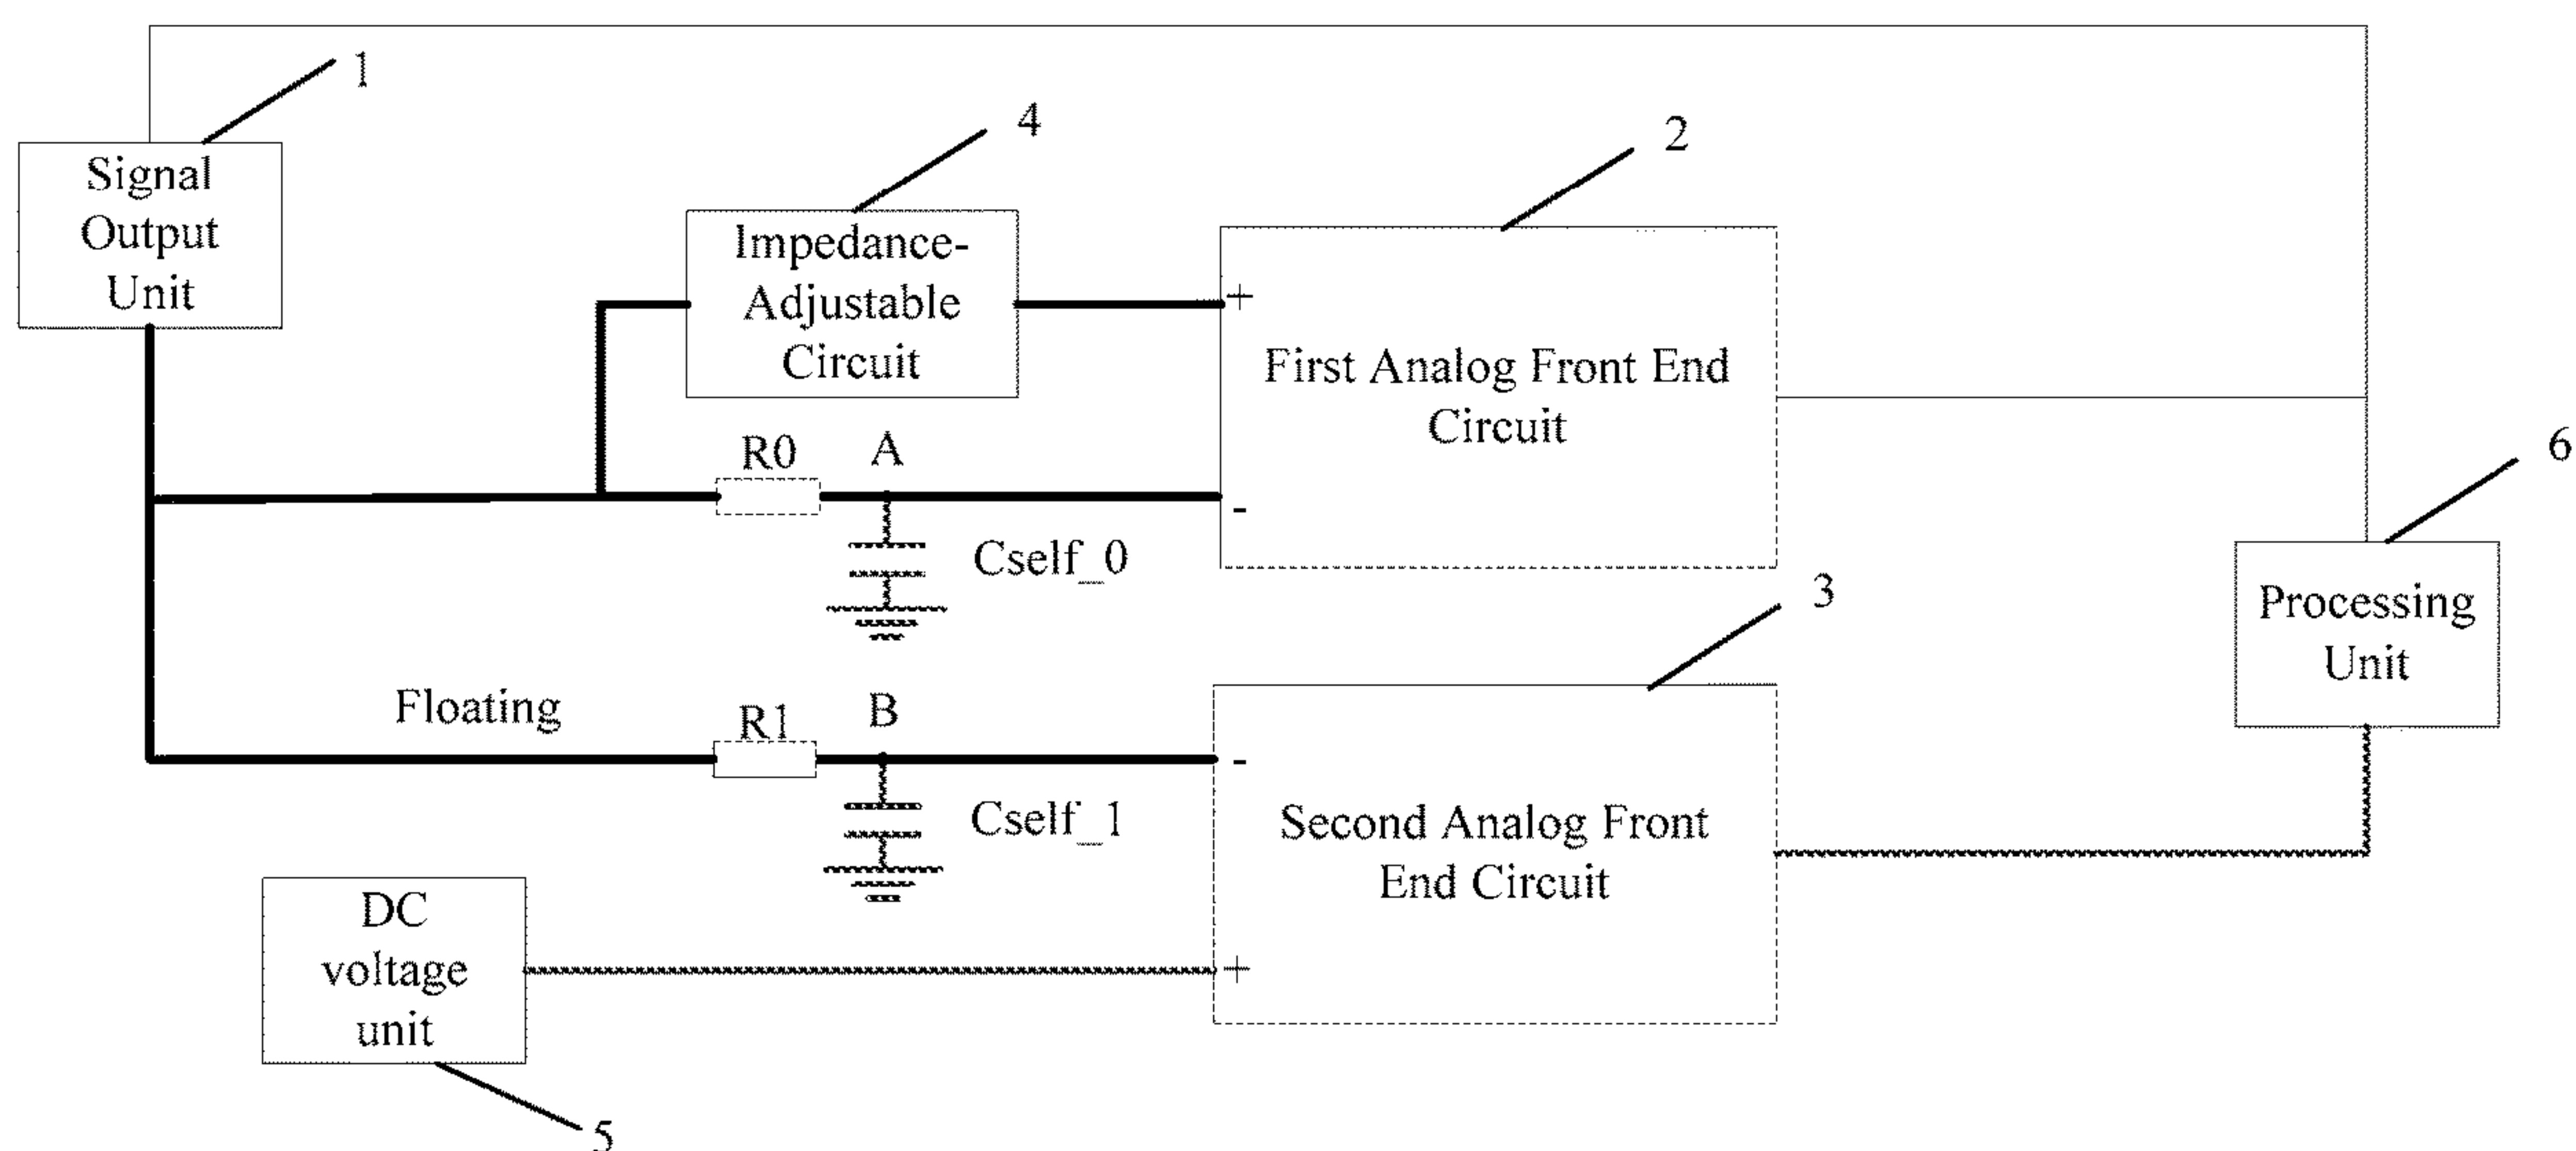 1
Signal
Output
Unit
4
Impedance-
Adjustable
Circuit
2
+
First Analog Front End
Circuit
-
R0
A
Cself_0
6
Processing
Unit
3
Floating
R1
B
-
Cself_1
Second Analog Front
End Circuit
+
DC
voltage
unit
5